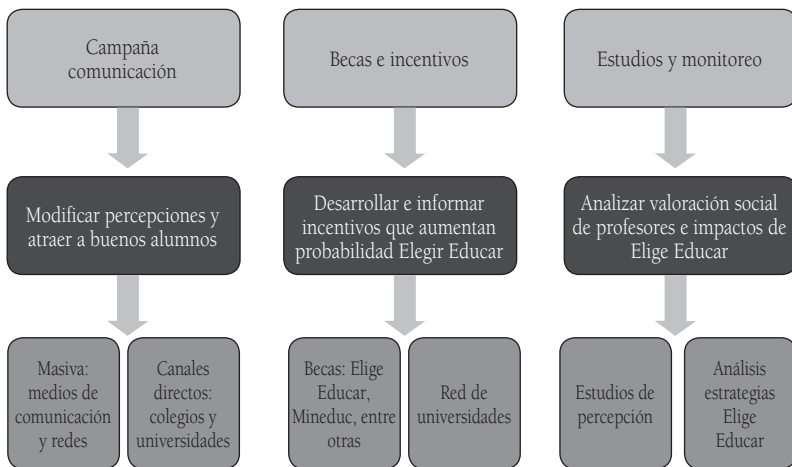 Campaña
comunicación
Becas e incentivos
Estudios y monitoreo
Modificar percepciones y
atraer a buenos alumnos
Desarrollar e informar
incentivos que aumentan
probabilidad Elegir Educar
Analizar valoración social
de profesores e impactos de
Elige Educar
Masiva:
medios de
comunicación
y redes
Canales
directos:
colegios y
universidades
Becas: Elige
Educar,
Mineduc, entre
otras
Red de
universidades
Estudios de
percepción
Análisis
estrategias
Elige
Educar